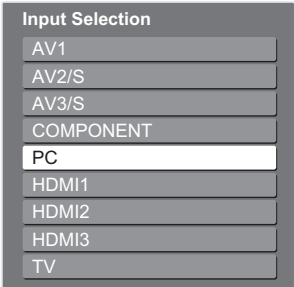 Input Selection
AV1
AV2/S
AV3/S
COMPONENT
PC
HDMI1
HDMI2
HDMI3
TV